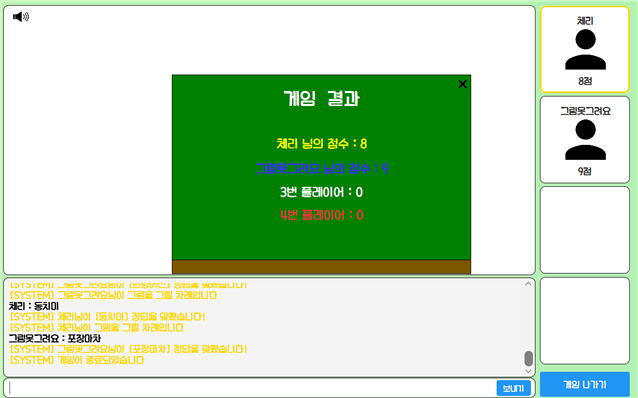 게임 결과
체리 님의 점수 : 8
그림못그려요 님의 점수 : 9
3번 플레이어 : 0
4번 플레이어 : 0
체리
8점
그림못그려요
9점
[SYSTEM] 그림못그려요님이 정답을 맞췄습니다!
[SYSTEM] 그림못그려요님이 그림을 그릴 차례입니다
체리 : 동치미
[SYSTEM] 체리님이 [동치미] 정답을 맞췄습니다!
[SYSTEM] 체리님이 그림을 그릴 차례입니다
그림못그려요 : 포장마차
[SYSTEM] 그림못그려요님이 [포장마차] 정답을 맞췄습니다!
[SYSTEM] 게임이 종료되었습니다
보내기
게임 나가기